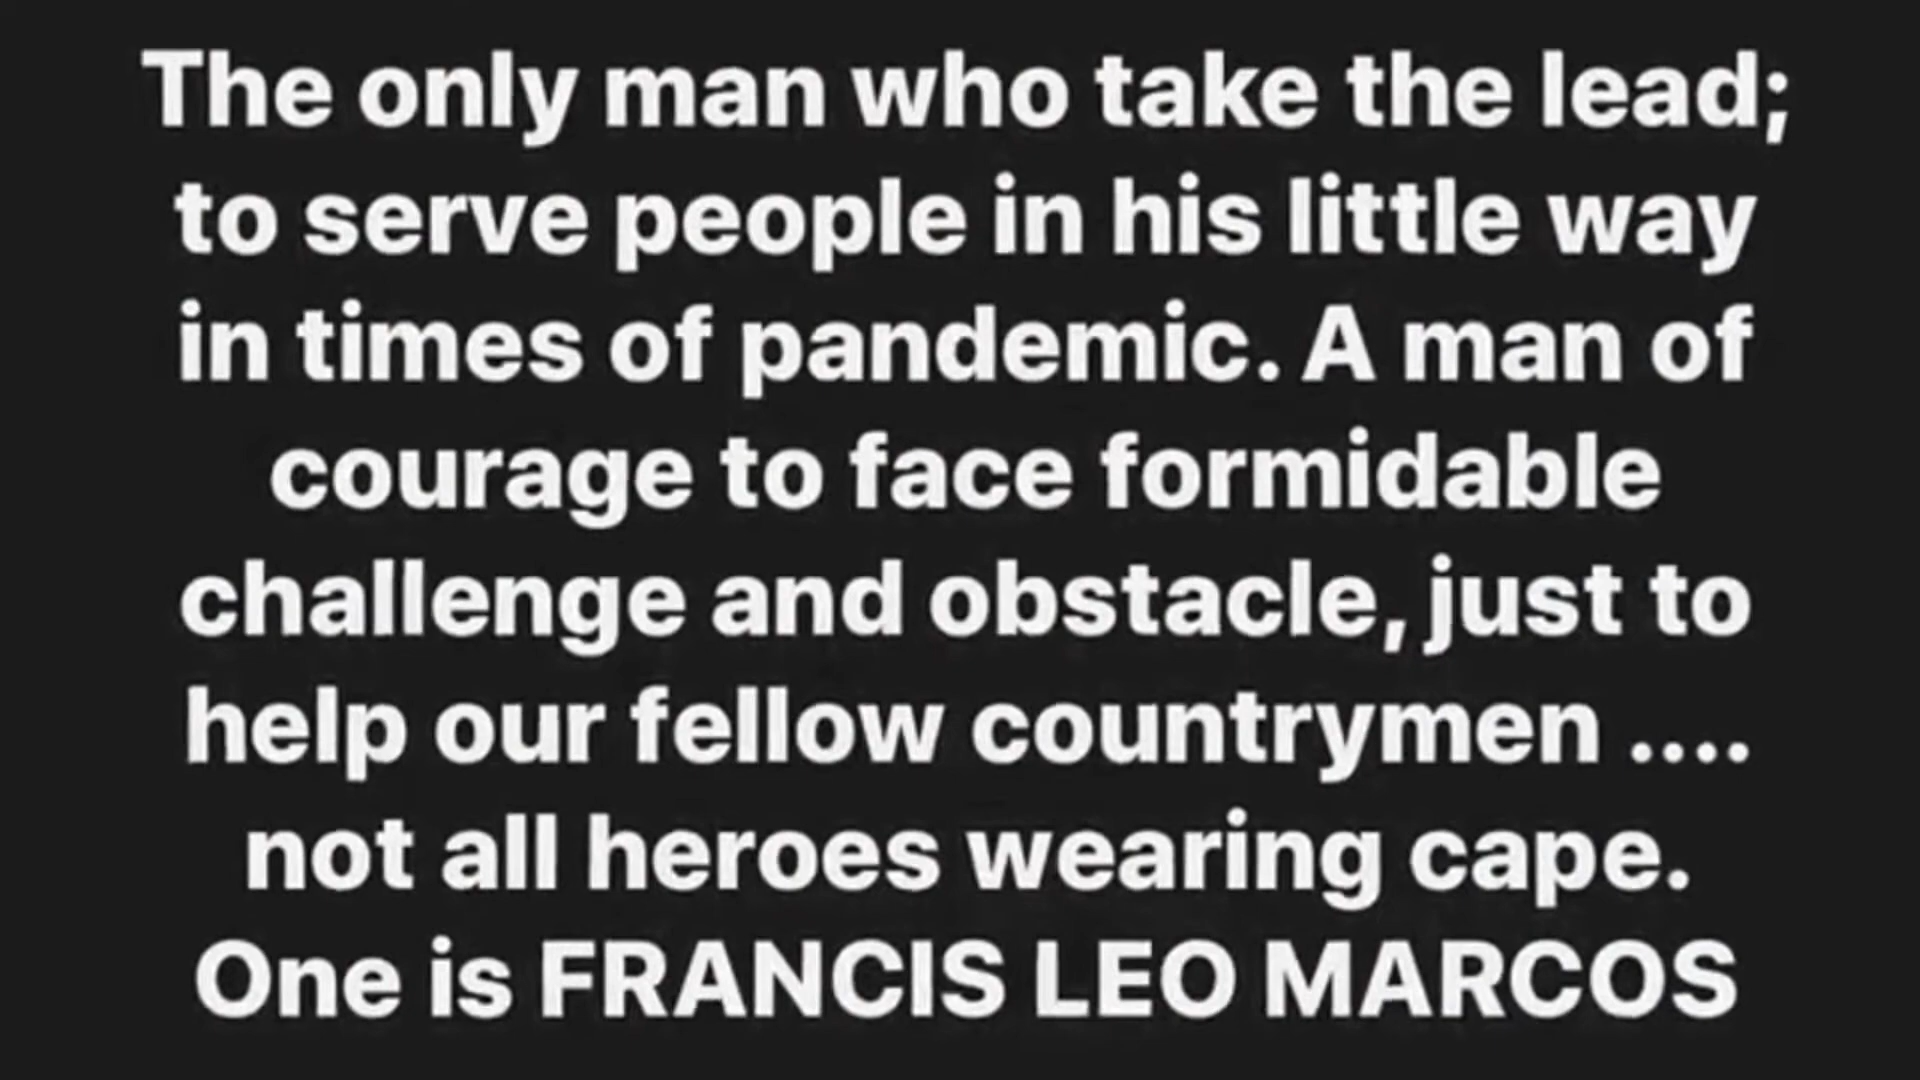 The only man who take the lead;
to serve people in his little way
in times of pandemic. A man of
courage to face formidable
challenge and obstacle, just to
help our fellow countrymen ....
not all heroes wearing cape.
One is FRANCIS LEO MARCOS